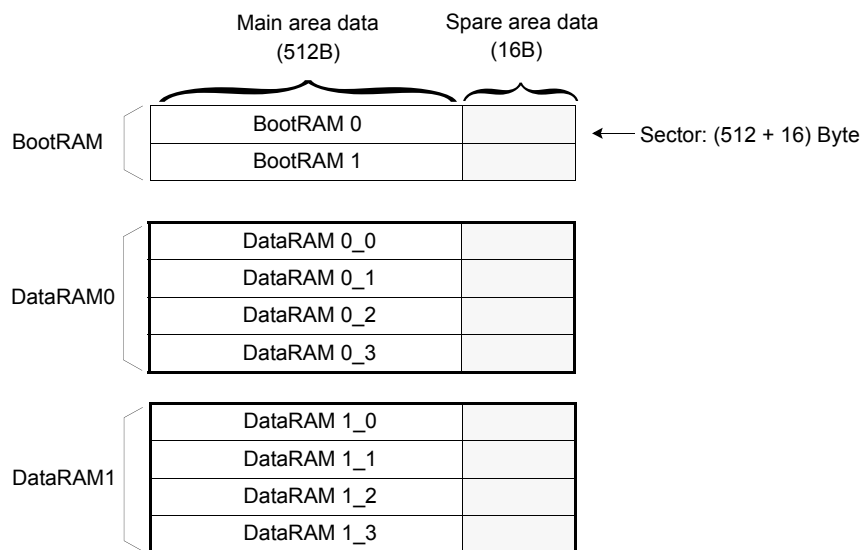 Main area data
(512B)
Spare area data
(16B)
BootRAM
BootRAM 0
BootRAM 1
Sector: (512 + 16) Byte
DataRAM0
DataRAM 0_0
DataRAM 0_1
DataRAM 0_2
DataRAM 0_3
DataRAM1
DataRAM 1_0
DataRAM 1_1
DataRAM 1_2
DataRAM 1_3